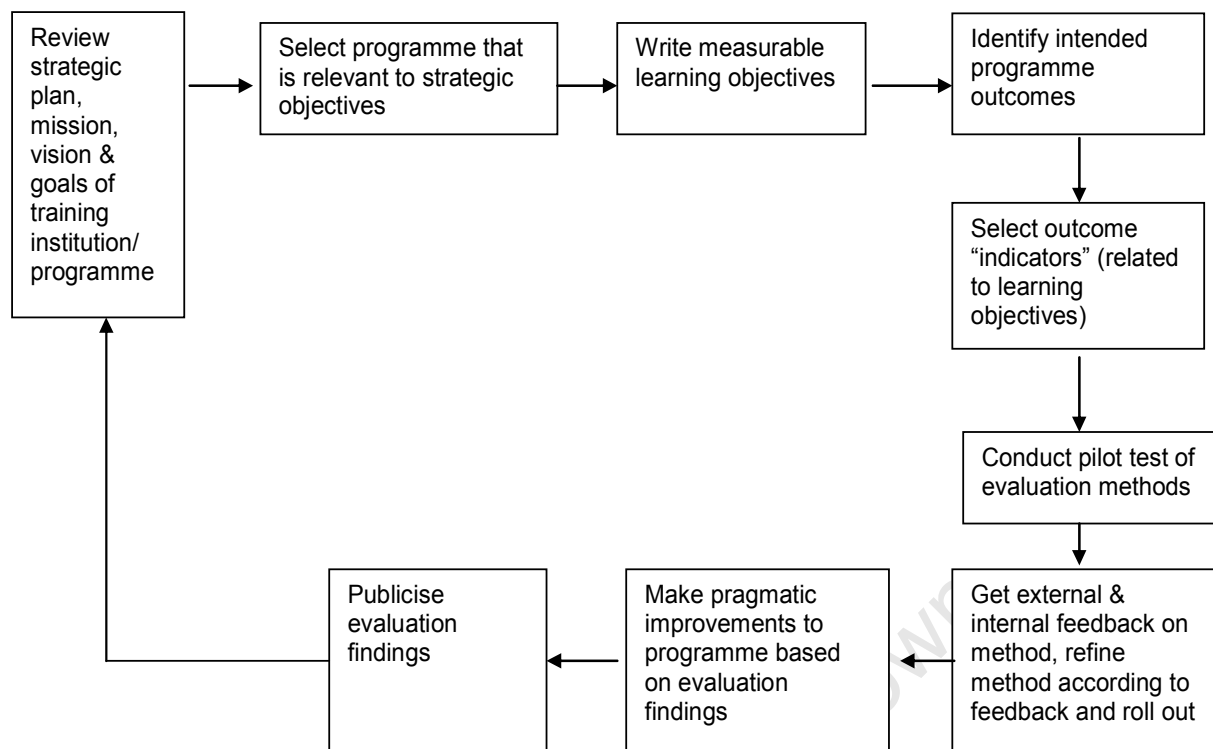 Review
strategic
plan,
mission,
vision &
goals of
training
institution/
programme
Select programme that
is relevant to strategic
objectives
Write measurable
learning objectives
Identify intended
programme
outcomes
Select outcome
“indicators” (related
to learning
objectives)
Conduct pilot test of
evaluation methods
Get external &
internal feedback on
method, refine
method according to
feedback and roll out
Make pragmatic
improvements to
programme based
on evaluation
findings
Publicise
evaluation
findings